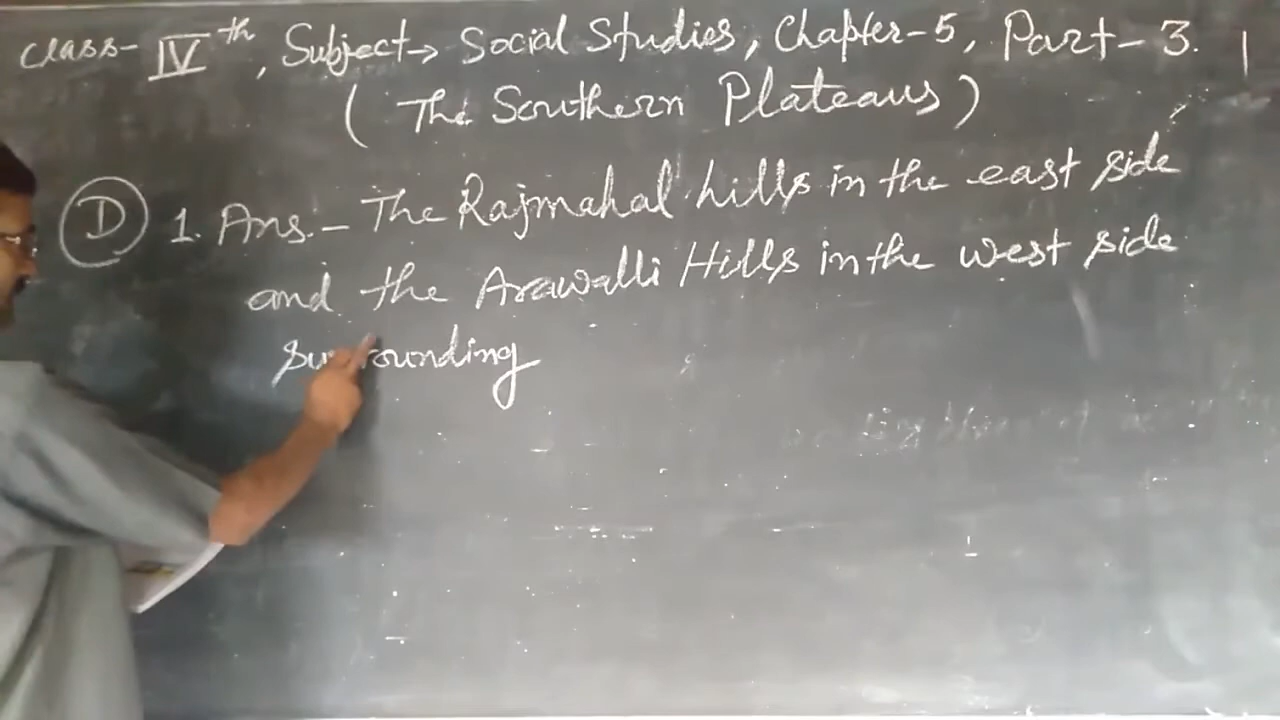 Class- IVth, Subject→ Social Studies, Chapter-5, Part-3.
(The Southern Plateaus)
D 1. Ans:- The Rajmahal hills in the east side
and the Arawalli Hills in the west side
surrounding